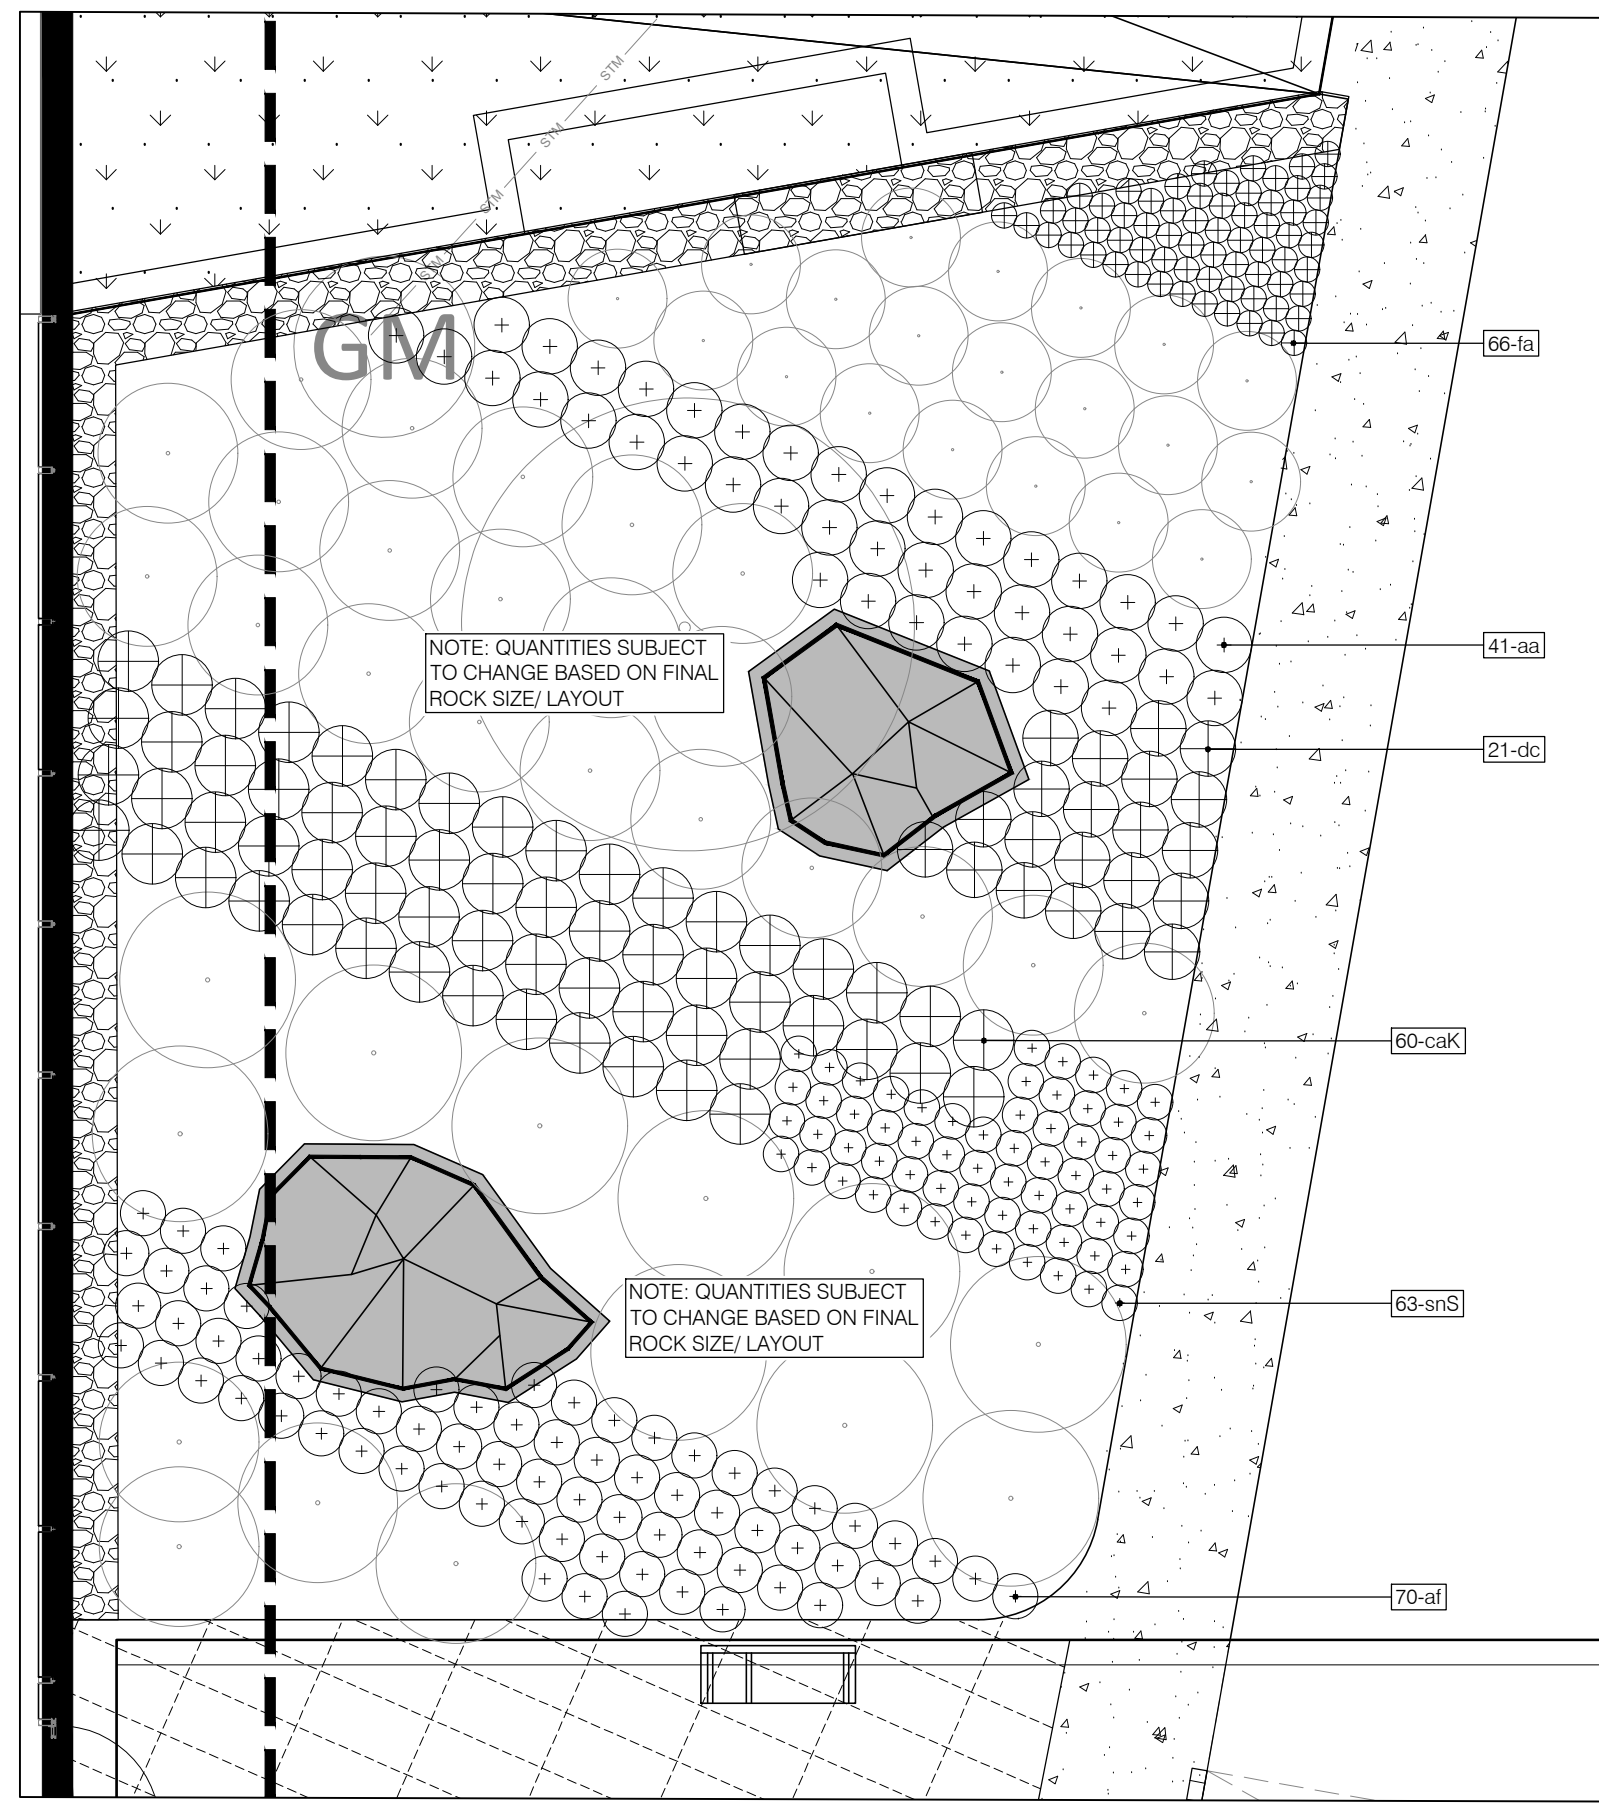 STM
STM
STM
STM
GM
66-fa
NOTE: QUANTITIES SUBJECT
TO CHANGE BASED ON FINAL
ROCK SIZE/ LAYOUT
41-aa
21-dc
60-caK
NOTE: QUANTITIES SUBJECT
TO CHANGE BASED ON FINAL
ROCK SIZE/ LAYOUT
63-snS
70-af